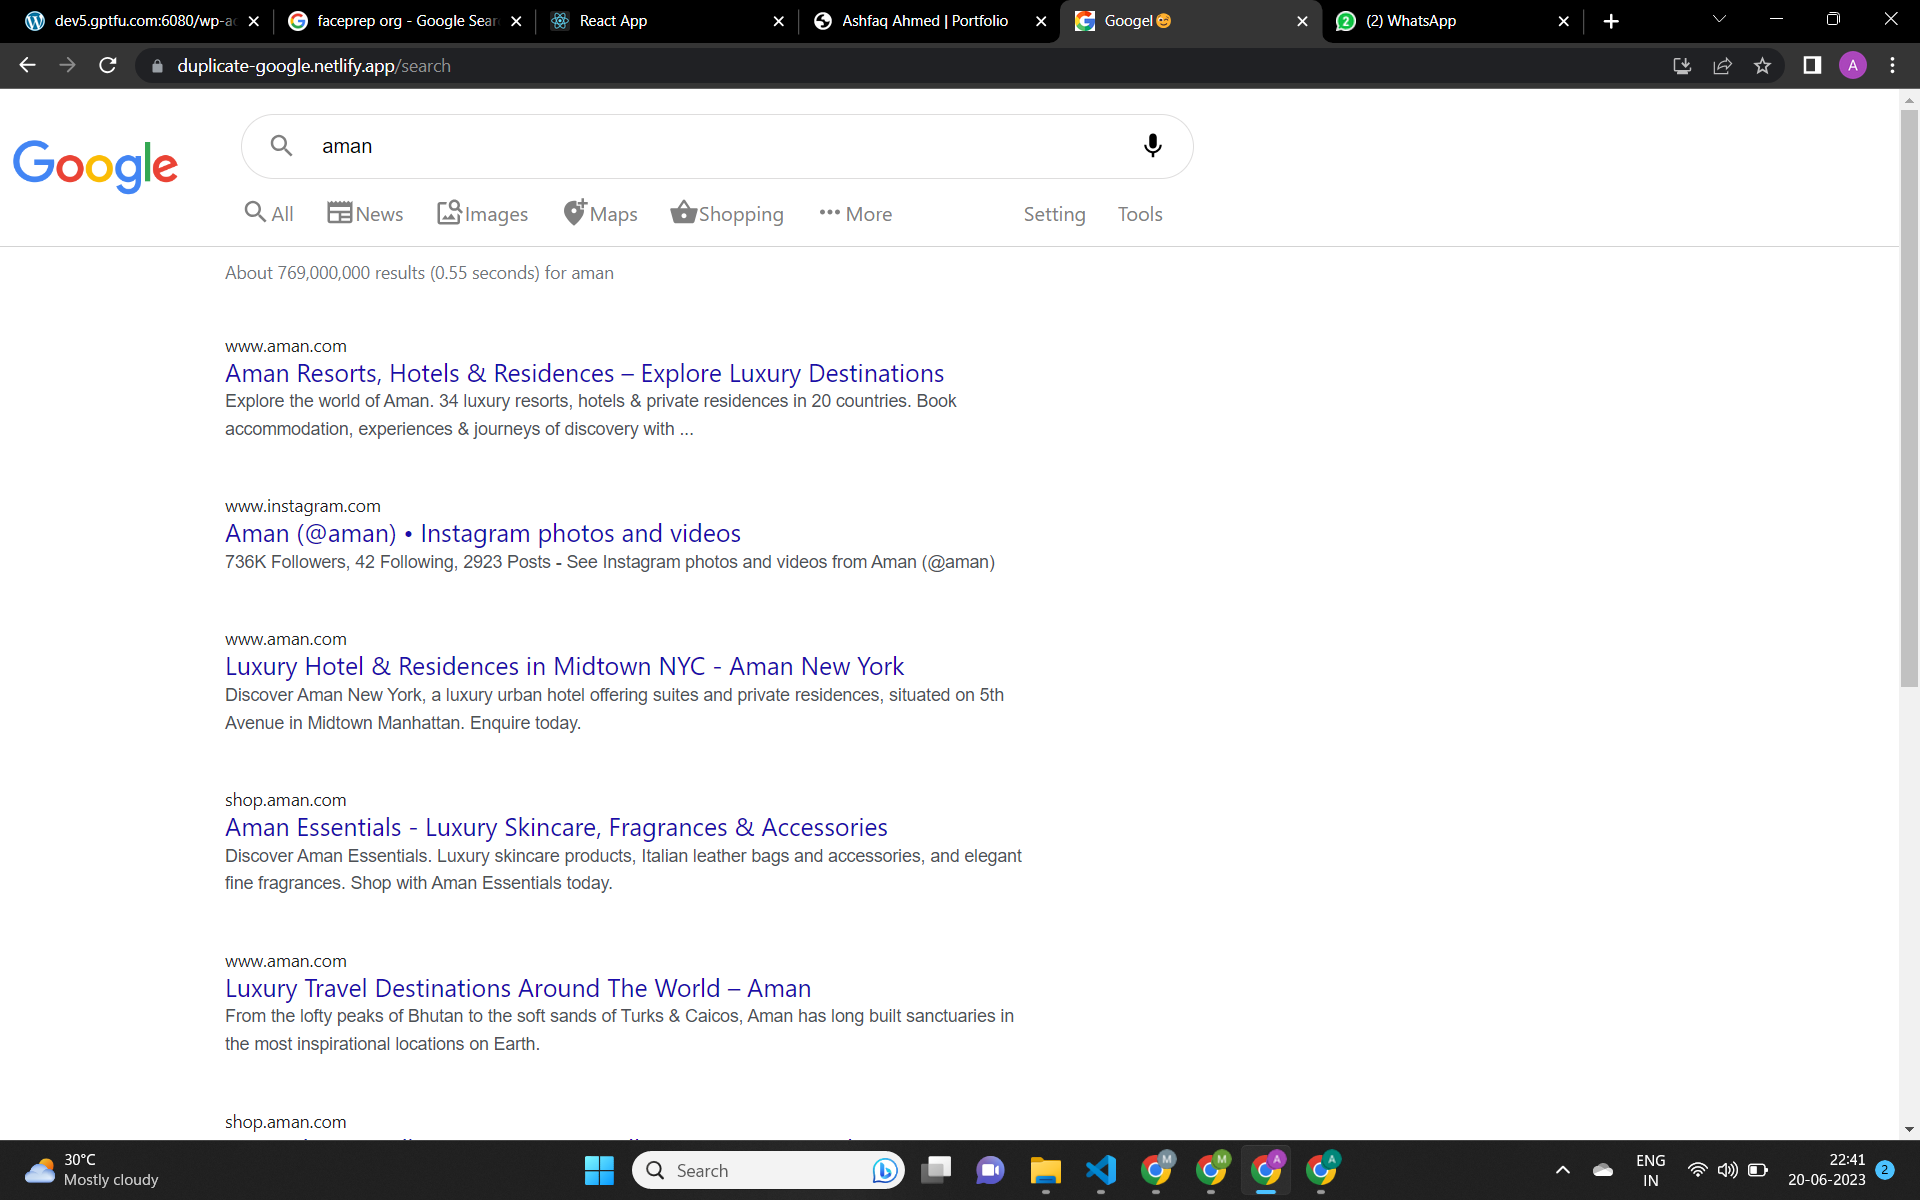 dev5.gptfu.com:6080/wp-ac
faceprep org - Google Sear
React App
Ashfaq Ahmed | Portfolio
Googel😊
(2) WhatsApp
duplicate-google.netlify.app/search
A
Google
aman
All
News
Images
Maps
Shopping
More
Setting
Tools
About 769,000,000 results (0.55 seconds) for aman
www.aman.com
Aman Resorts, Hotels & Residences – Explore Luxury Destinations
Explore the world of Aman. 34 luxury resorts, hotels & private residences in 20 countries. Book
accommodation, experiences & journeys of discovery with ...
www.instagram.com
Aman (@aman) • Instagram photos and videos
736K Followers, 42 Following, 2923 Posts - See Instagram photos and videos from Aman (@aman)
www.aman.com
Luxury Hotel & Residences in Midtown NYC - Aman New York
Discover Aman New York, a luxury urban hotel offering suites and private residences, situated on 5th
Avenue in Midtown Manhattan. Enquire today.
shop.aman.com
Aman Essentials - Luxury Skincare, Fragrances & Accessories
Discover Aman Essentials. Luxury skincare products, Italian leather bags and accessories, and elegant
fine fragrances. Shop with Aman Essentials today.
www.aman.com
Luxury Travel Destinations Around The World – Aman
From the lofty peaks of Bhutan to the soft sands of Turks & Caicos, Aman has long built sanctuaries in
the most inspirational locations on Earth.
shop.aman.com
30°C
Mostly cloudy
Search
M
M
A
A
ENG
IN
22:41
20-06-2023
2